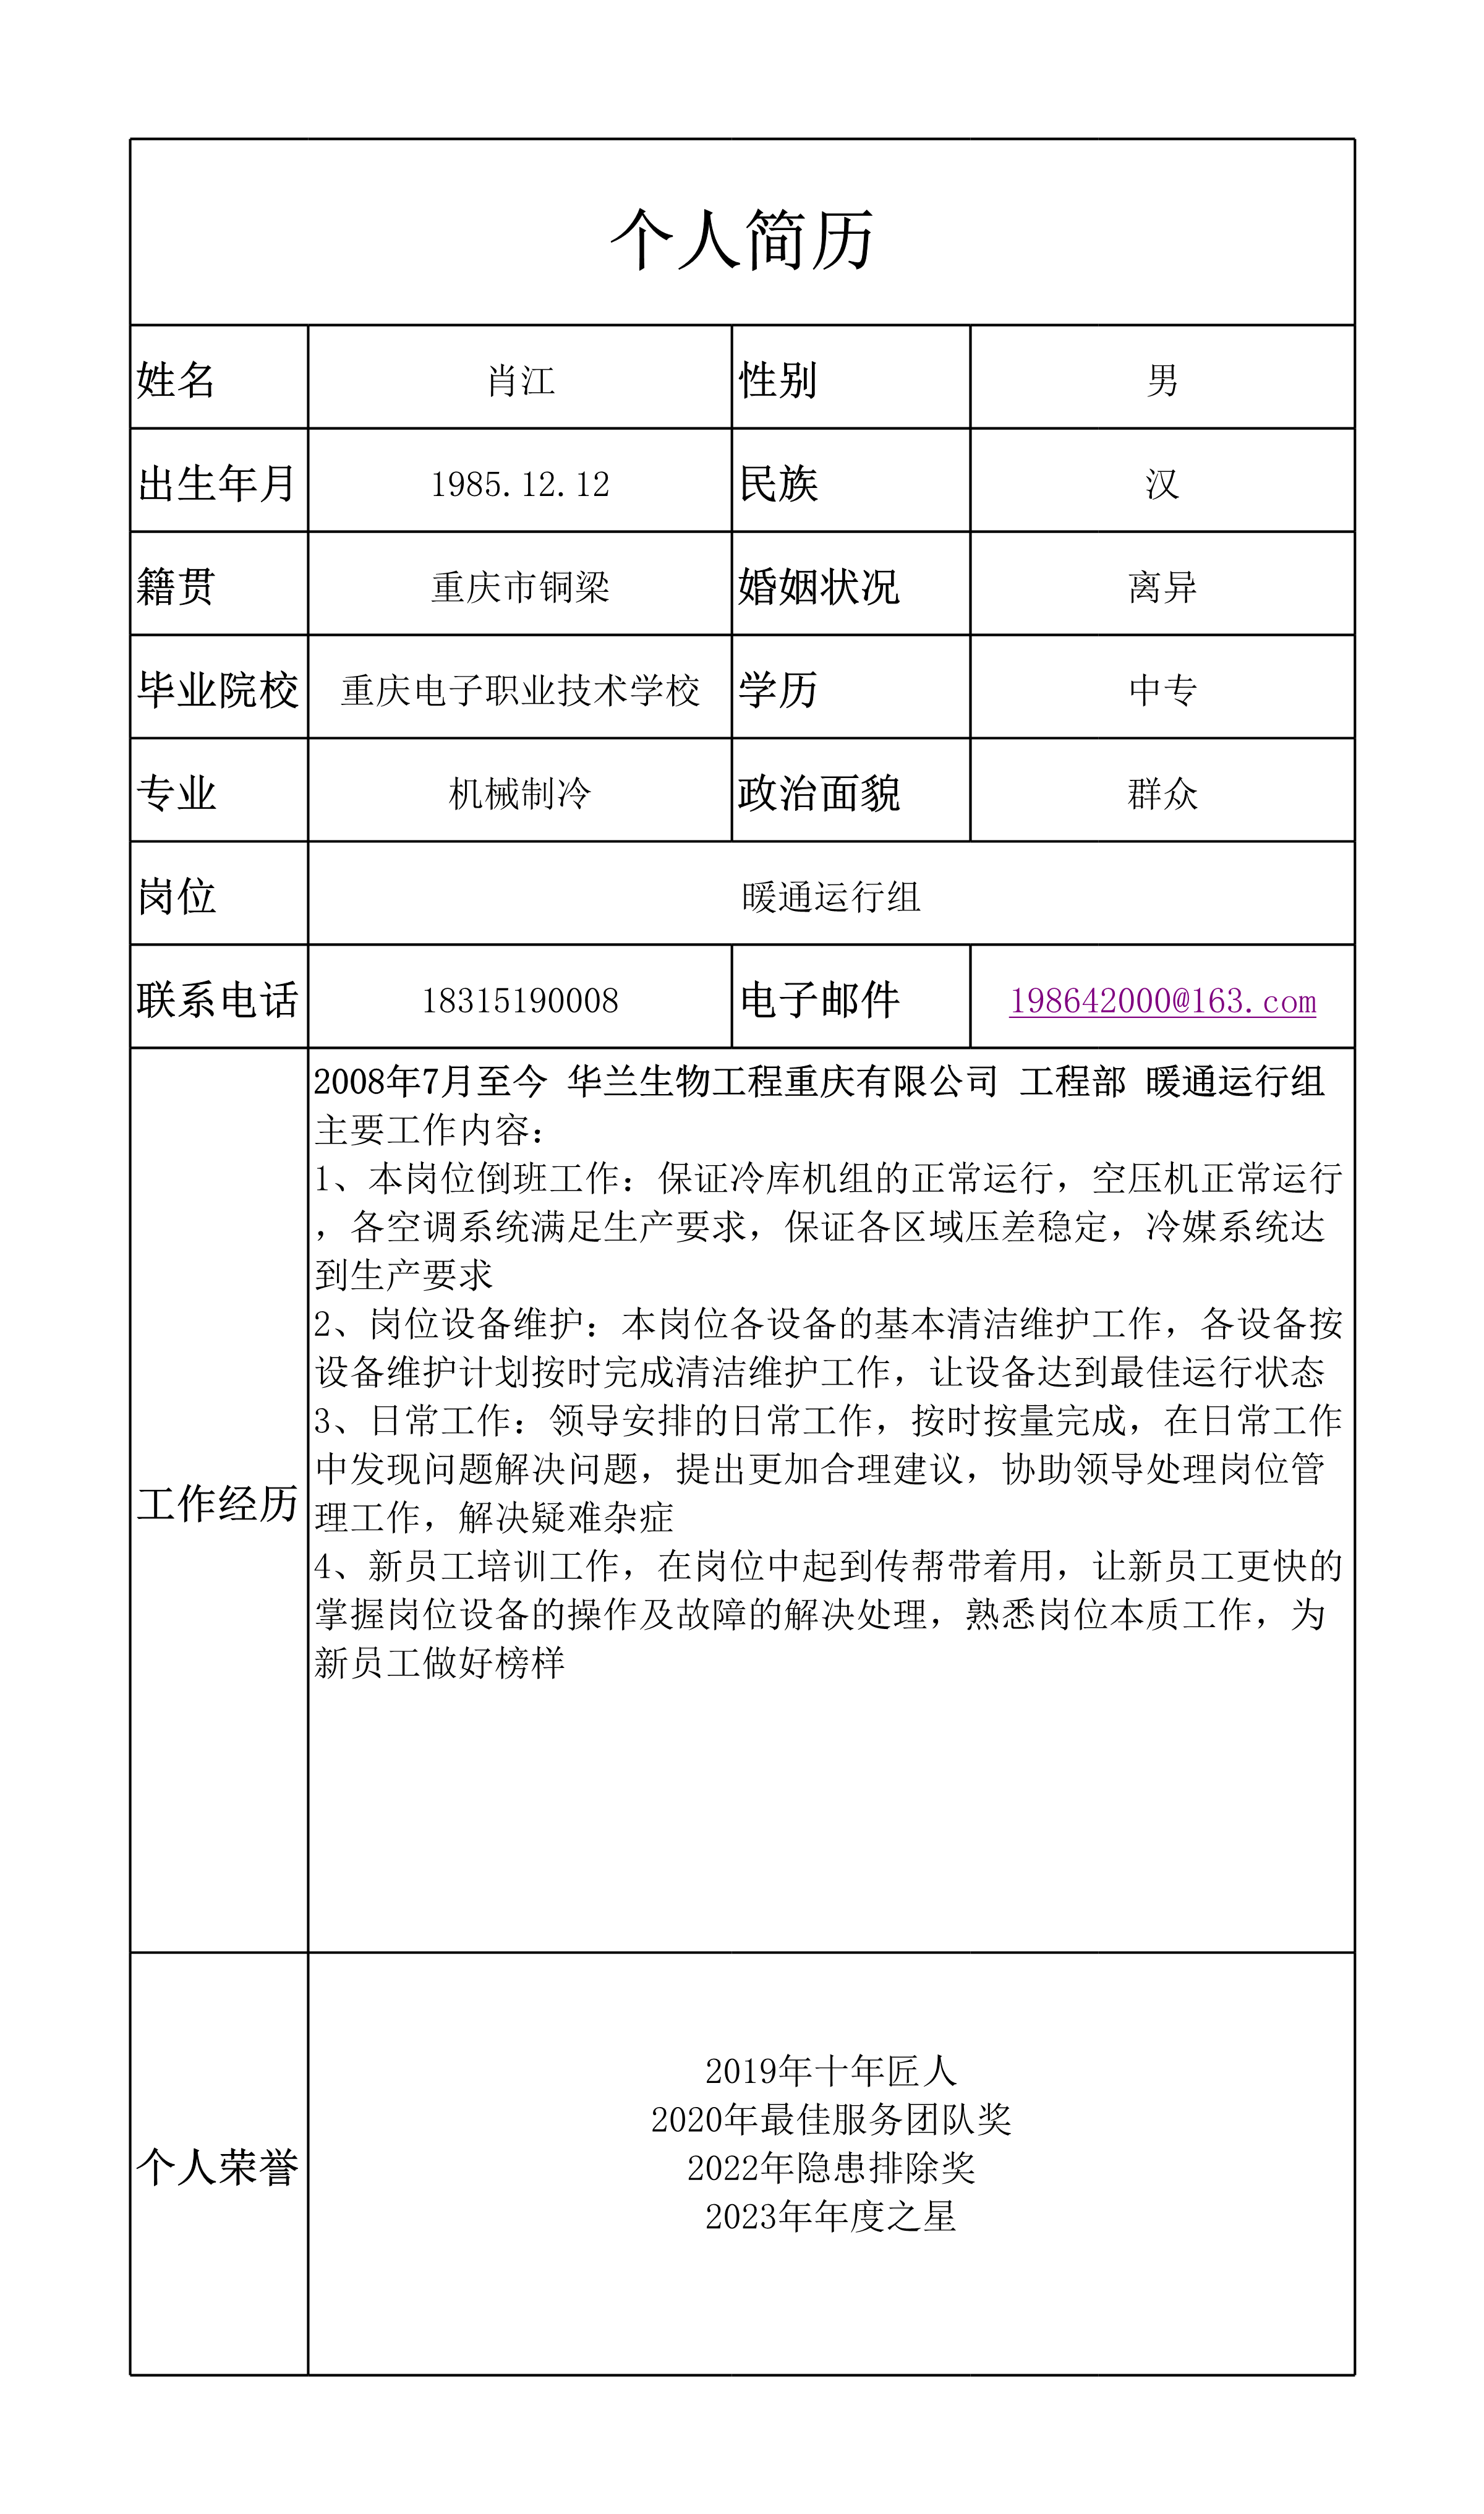 个人简历
姓名 肖江 性别 男
出生年月 1985.12.12 民族 汉
籍贯 重庆市铜梁 婚姻状况 离异
毕业院校 重庆电子职业技术学校 学历 中专
专业 机械制冷 政治面貌 群众
岗位 暖通运行组
联系电话 18315190008 电子邮件 198642000@163.com
工作经历
2008年7月至今 华兰生物工程重庆有限公司 工程部 暖通运行组
主要工作内容：
1、本岗位倒班工作：保证冷库机组的正常运行，空压机正常运行
，各空调系统满足生产要求，保证各区域压差稳定，冷媒系统达
到生产要求
2、岗位设备维护：本岗位各设备的基本清洁维护工作，各设备按
设备维护计划按时完成清洁维护工作，让设备达到最佳运行状态
3、日常工作：领导安排的日常工作，按时按量完成，在日常工作
中发现问题解决问题，提出更加合理建议，协助领导处理岗位管
理工作，解决疑难杂症
4、新员工培训工作，在岗位中起到传帮带着用，让新员工更快的
掌握岗位设备的操作及故障的解决处理，熟悉岗位本质工作，为
新员工做好榜样
个人荣誉
2019年十年匠人
2020年最佳服务团队奖
2022年隐患排除奖
2023年年度之星